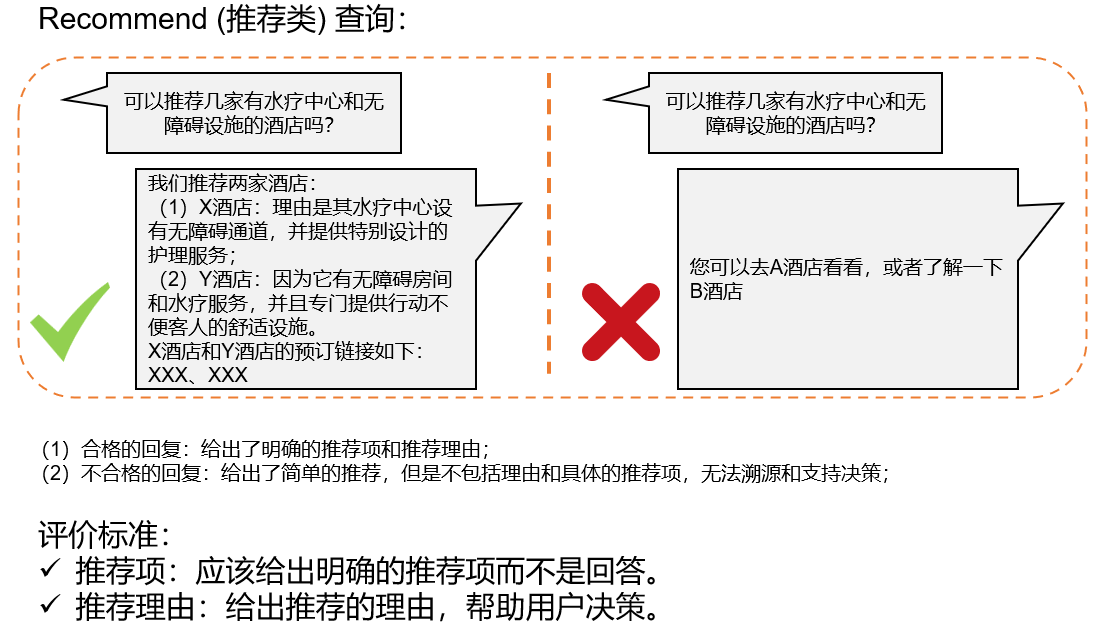 Recommend (推荐类) 查询：
可以推荐几家有水疗中心和无
障碍设施的酒店吗？
我们推荐两家酒店：
（1）X酒店：理由是其水疗中心设
有无障碍通道，并提供特别设计的
护理服务；
（2）Y酒店：因为它有无障碍房间
和水疗服务，并且专门提供行动不
便客人的舒适设施。
X酒店和Y酒店的预订链接如下：
XXX、XXX
可以推荐几家有水疗中心和无
障碍设施的酒店吗？
您可以去A酒店看看，或者了解一下
B酒店
（1）合格的回复：给出了明确的推荐项和推荐理由；
（2）不合格的回复：给出了简单的推荐，但是不包括理由和具体的推荐项，无法溯源和支持决策；
评价标准：
✓ 推荐项：应该给出明确的推荐项而不是回答。
✓ 推荐理由：给出推荐的理由，帮助用户决策。